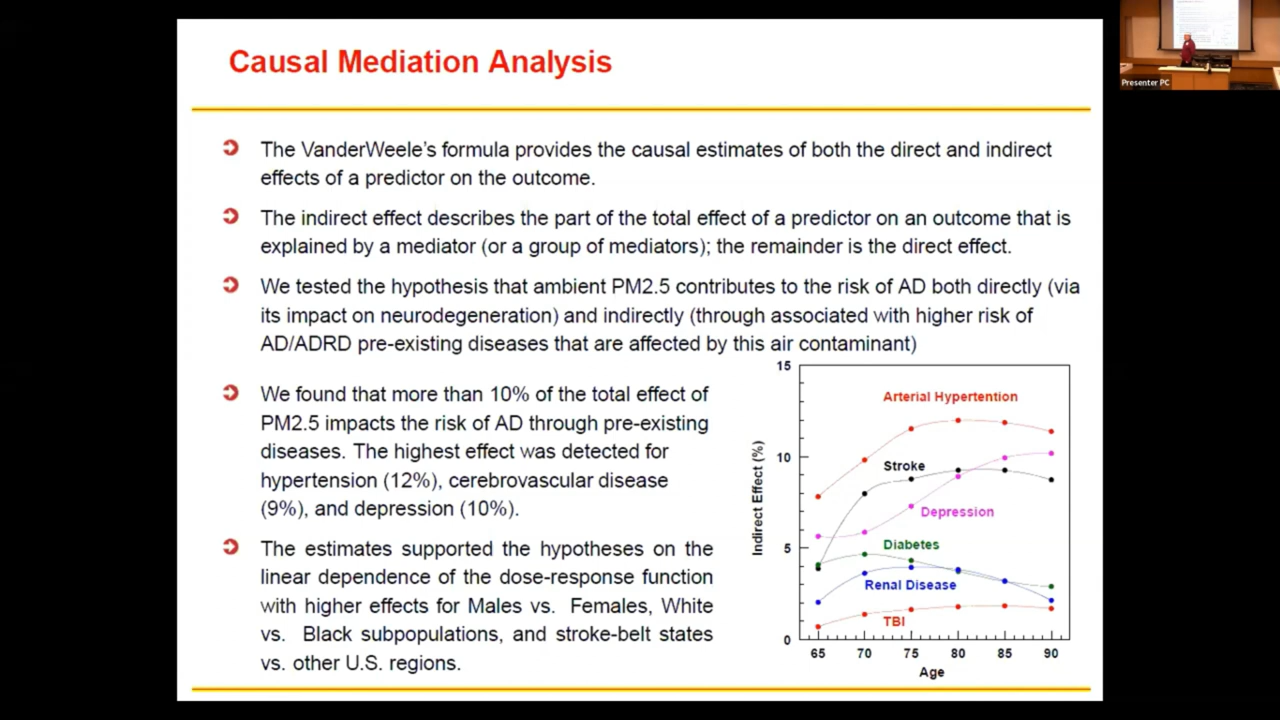 Causal Mediation Analysis
Presenter PC
The VanderWeele's formula provides the causal estimates of both the direct and indirect
effects of a predictor on the outcome.
The indirect effect describes the part of the total effect of a predictor on an outcome that is
explained by a mediator (or a group of mediators); the remainder is the direct effect.
We tested the hypothesis that ambient PM2.5 contributes to the risk of AD both directly (via
its impact on neurodegeneration) and indirectly (through associated with higher risk of
AD/ADRD pre-existing diseases that are affected by this air contaminant)
We found that more than 10% of the total effect of
PM2.5 impacts the risk of AD through pre-existing
diseases. The highest effect was detected for
hypertension (12%), cerebrovascular disease
(9%), and depression (10%).
The estimates supported the hypotheses on the
linear dependence of the dose-response function
with higher effects for Males vs. Females, White
vs. Black subpopulations, and stroke-belt states
vs. other U.S. regions.
Indirect Effect (%)
15
10
5
0
Arterial Hypertention
Stroke
Depression
Diabetes
Renal Disease
TBI
65 70 75 80 85 90
Age